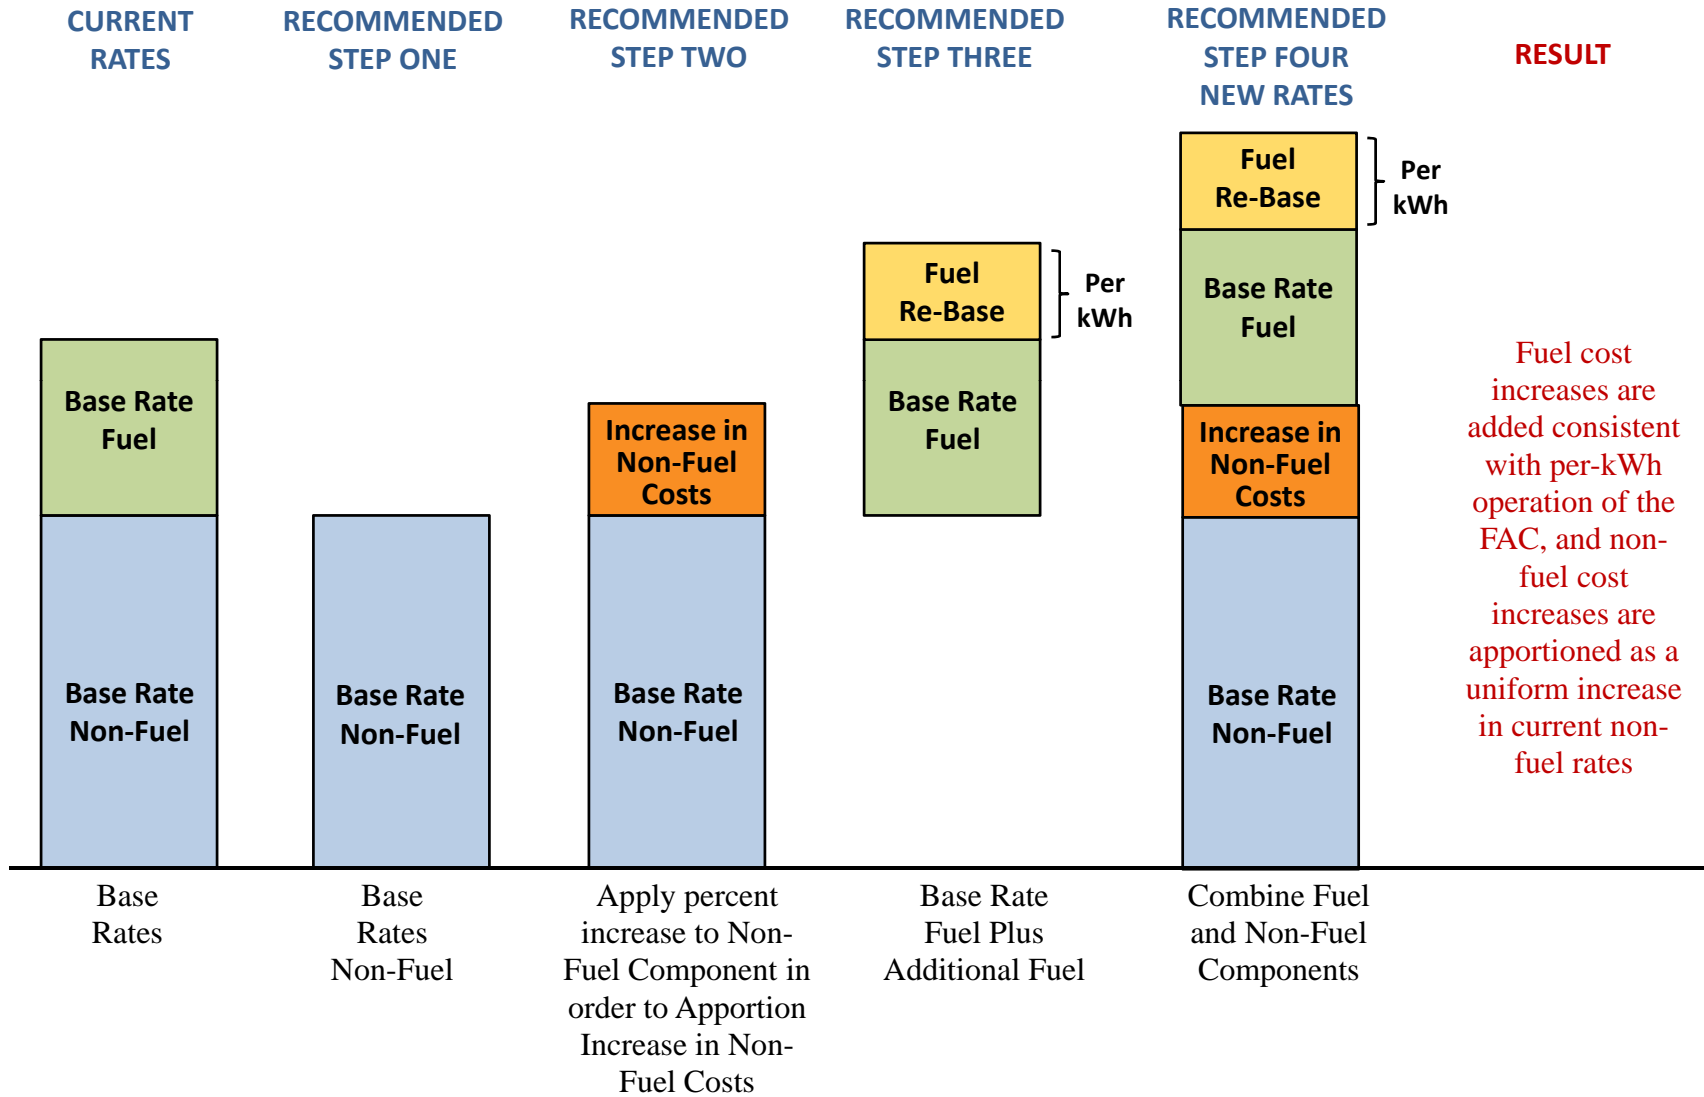 CURRENT
RATES
RECOMMENDED
STEP ONE
RECOMMENDED
STEP TWO
RECOMMENDED
STEP THREE
RECOMMENDED
STEP FOUR
NEW RATES
RESULT
Base Rate
Fuel
Base Rate
Non-Fuel
Base Rate
Non-Fuel
Increase in
Non-Fuel
Costs
Base Rate
Non-Fuel
Fuel
Re-Base
Per
kWh
Base Rate
Fuel
Fuel
Re-Base
Per
kWh
Base Rate
Fuel
Increase in
Non-Fuel
Costs
Base Rate
Non-Fuel
Fuel cost
increases are
added consistent
with per-kWh
operation of the
FAC, and non-
fuel cost
increases are
apportioned as a
uniform increase
in current non-
fuel rates
Base
Rates
Base
Rates
Non-Fuel
Apply percent
increase to Non-
Fuel Component in
order to Apportion
Increase in Non-
Fuel Costs
Base Rate
Fuel Plus
Additional Fuel
Combine Fuel
and Non-Fuel
Components